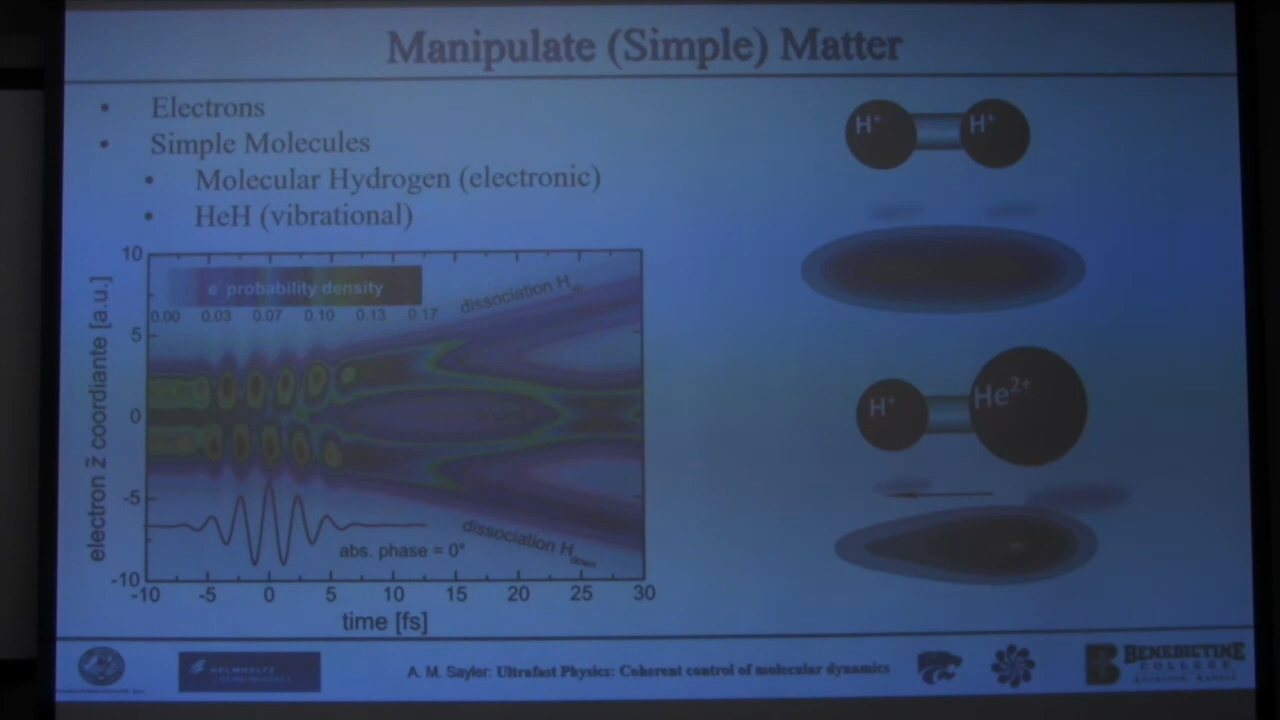 Manipulate (Simple) Matter
• Electrons
• Simple Molecules
• Molecular Hydrogen (electronic)
• HeH (vibrational)
H⁺ H⁺
H⁺ He²⁺
electron z̃ coordiante [a.u.]
10
5
0
-5
-10
e⁻ probability density
0.00 0.03 0.07 0.10 0.13 0.17
dissociation H
dissociation H down
abs. phase = 0°
-10 -5 0 5 10 15 20 25 30
time [fs]
HELMHOLTZ
GEMEINSCHAFT
A. M. Sayler: Ultrafast Physics: Coherent control of molecular dynamics
B
BENEDICTINE
COLLEGE